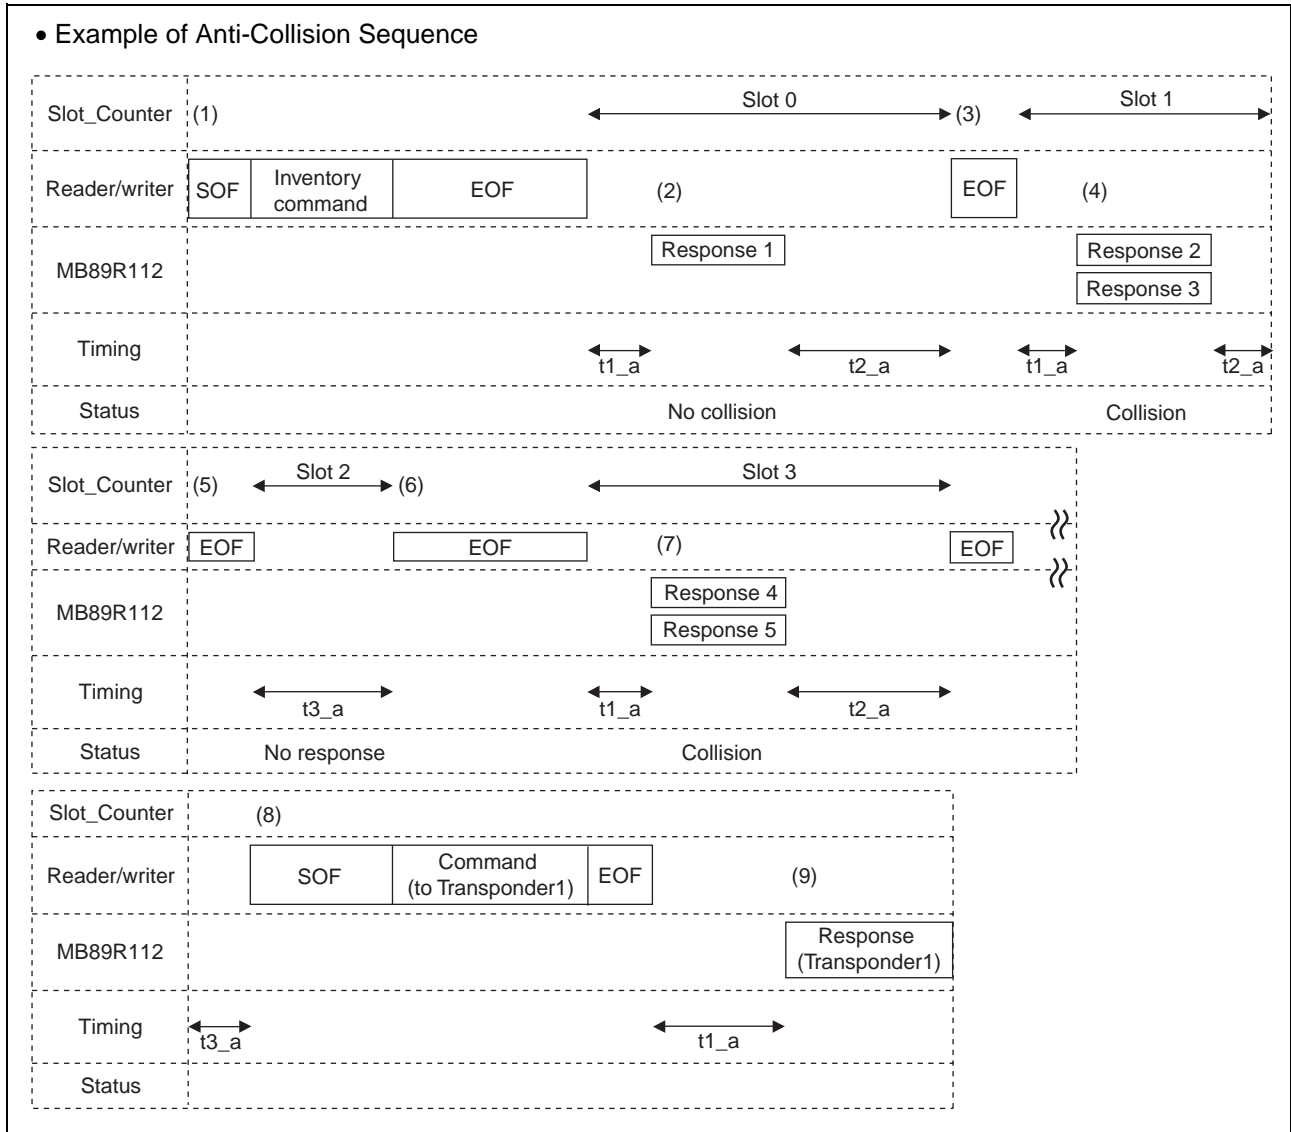 • Example of Anti-Collision Sequence
Slot_Counter (1) Slot 0 (3) Slot 1
Reader/writer SOF Inventory command EOF (2) EOF (4)
MB89R112 Response 1 Response 2
Response 3
Timing t1_a t2_a t1_a t2_a
Status No collision Collision
Slot_Counter (5) Slot 2 (6) Slot 3
Reader/writer EOF EOF (7) EOF
MB89R112 Response 4
Response 5
Timing t3_a t1_a t2_a
Status No response Collision
Slot_Counter (8)
Reader/writer SOF Command (to Transponder1) EOF (9)
MB89R112 Response (Transponder1)
Timing t3_a t1_a
Status